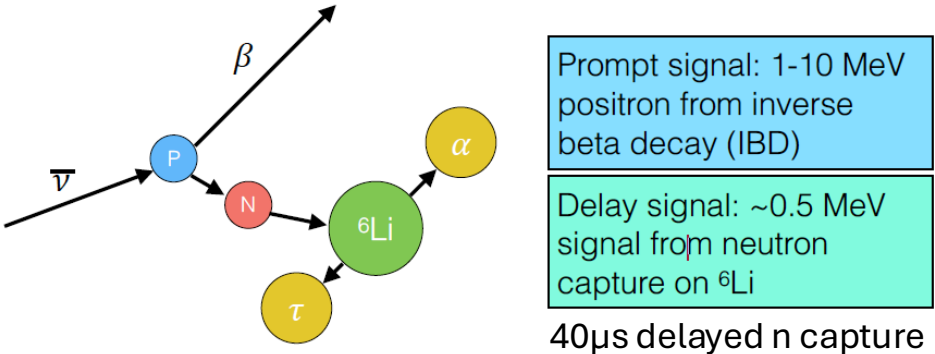 β
ν̅
P
N
⁶Li
α
τ
Prompt signal: 1-10 MeV
positron from inverse
beta decay (IBD)
Delay signal: ~0.5 MeV
signal from neutron
capture on ⁶Li
40μs delayed n capture